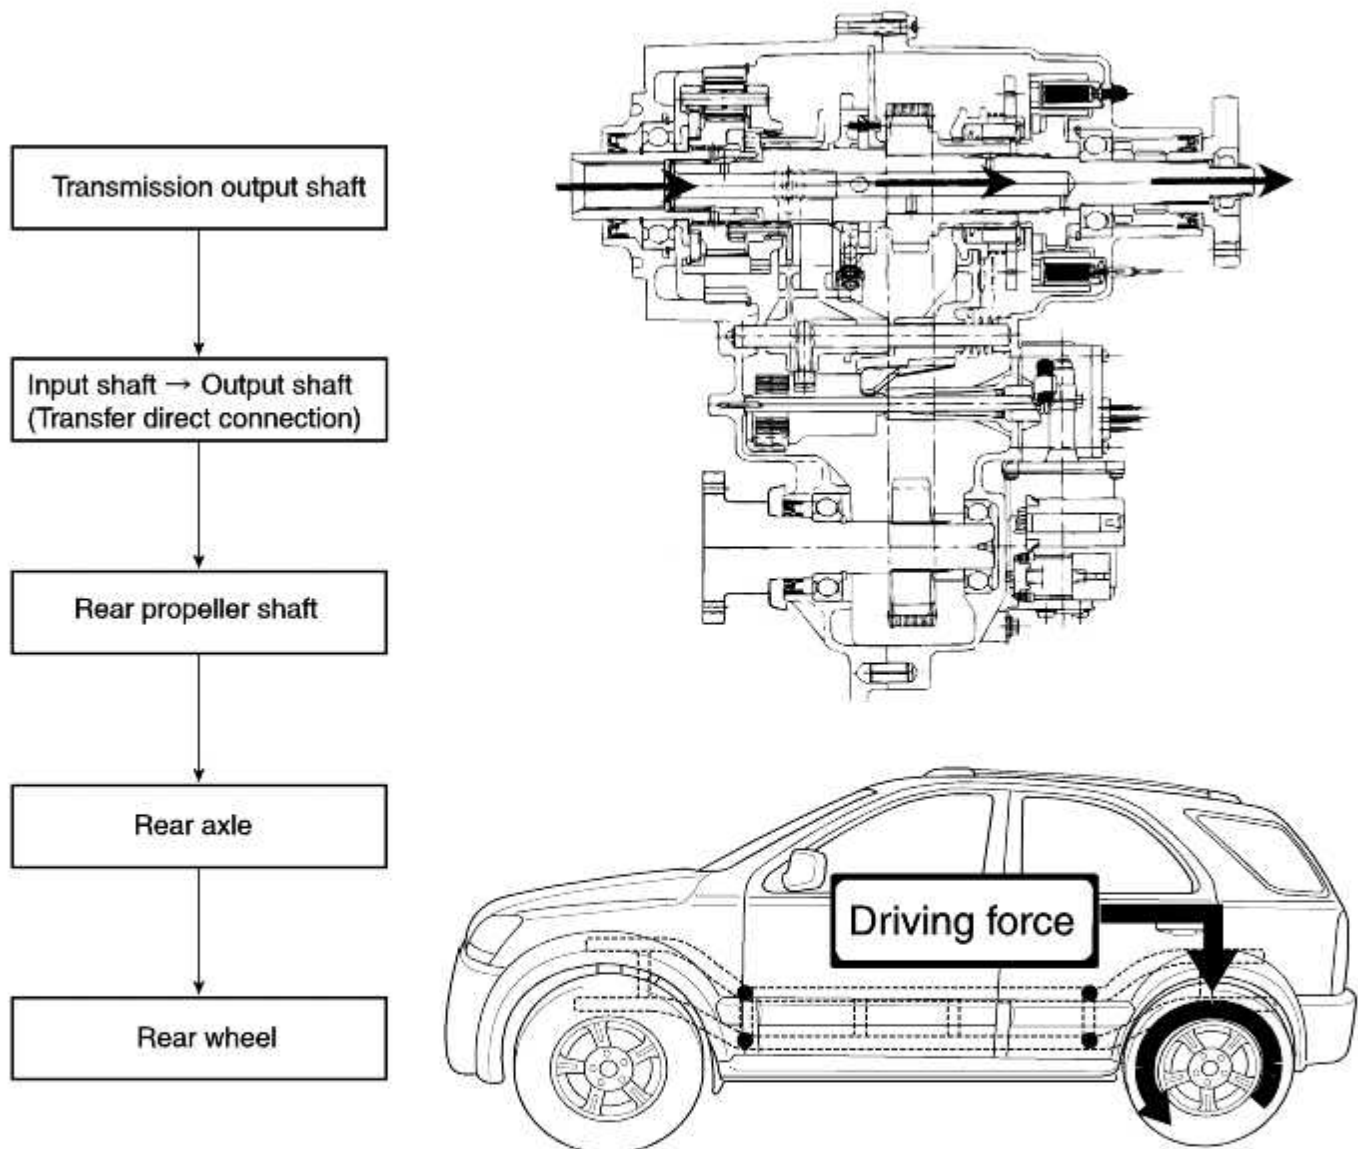 Transmission output shaft
Input shaft → Output shaft
(Transfer direct connection)
Rear propeller shaft
Rear axle
Rear wheel
Driving force